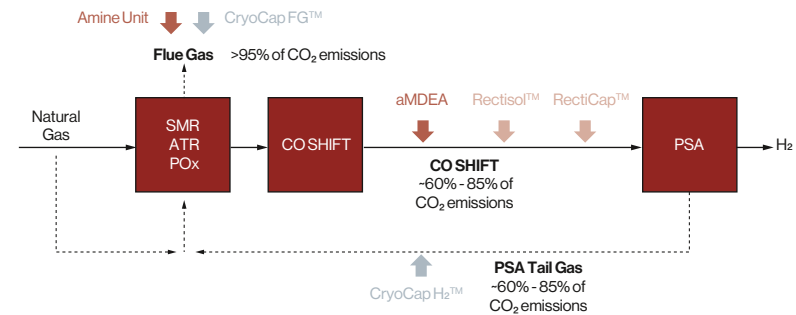 Amine Unit
CryoCap FG™
Flue Gas >95% of CO₂ emissions
Natural
Gas
SMR
ATR
POx
CO SHIFT
aMDEA
Rectisol™
RectiCap™
CO SHIFT
~60% - 85% of
CO₂ emissions
PSA
H₂
CryoCap H₂™
PSA Tail Gas
~60% - 85% of
CO₂ emissions